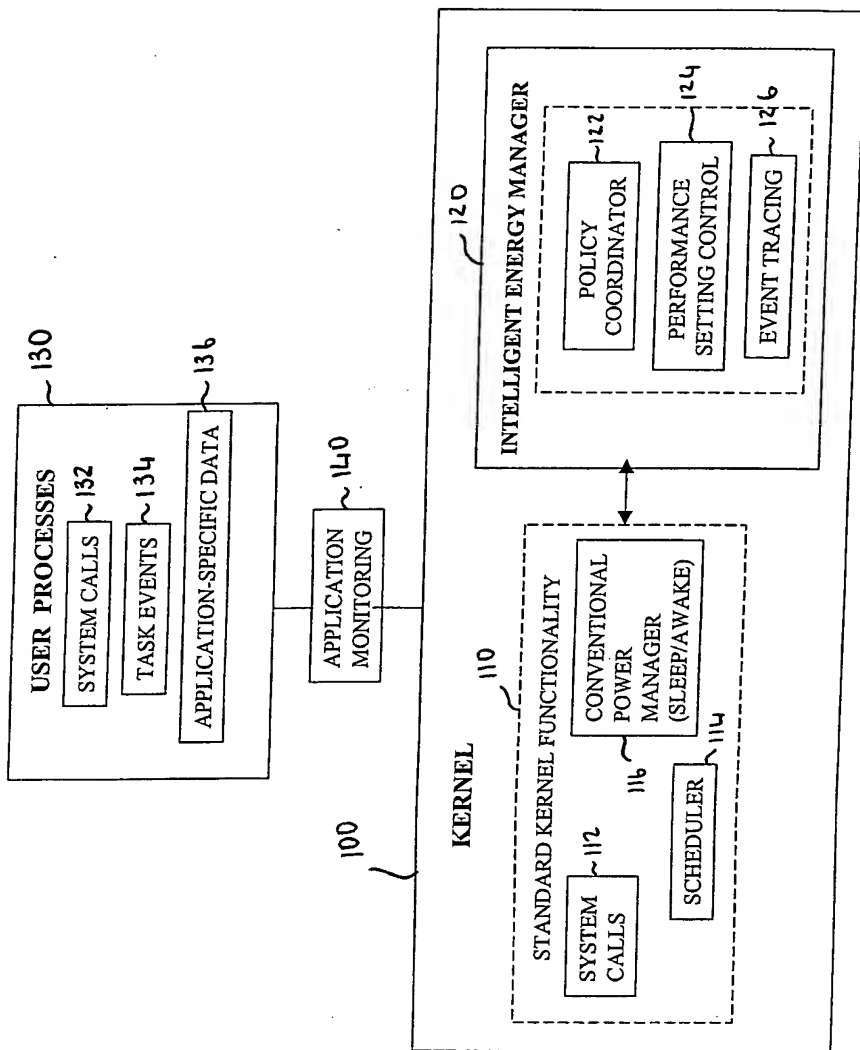 USER PROCESSES
130
SYSTEM CALLS
132
TASK EVENTS
134
APPLICATION-SPECIFIC DATA
136
APPLICATION
MONITORING
140
100
KERNEL
110
STANDARD KERNEL FUNCTIONALITY
SYSTEM
CALLS
112
CONVENTIONAL
POWER
MANAGER
(SLEEP/AWAKE)
116
SCHEDULER
114
120
INTELLIGENT ENERGY MANAGER
POLICY
COORDINATOR
122
PERFORMANCE
SETTING CONTROL
124
EVENT TRACING
126